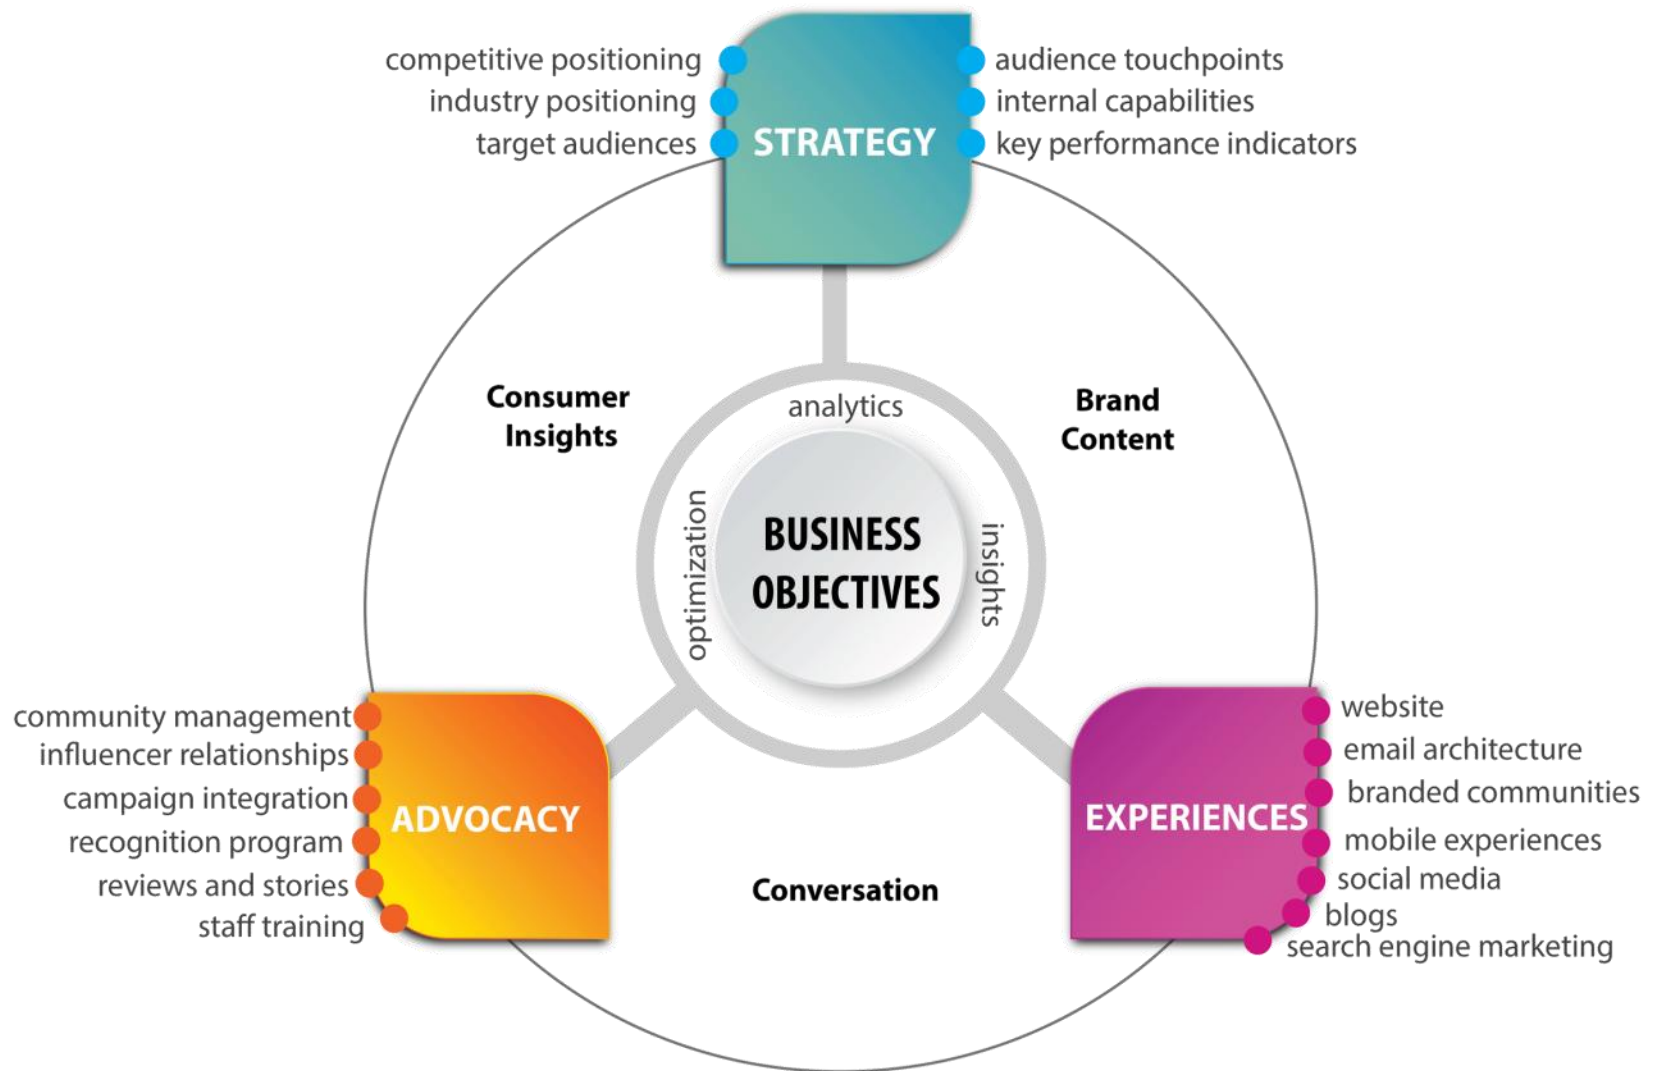 competitive positioning
industry positioning
target audiences
STRATEGY
audience touchpoints
internal capabilities
key performance indicators
Consumer
Insights
Brand
Content
analytics
optimization
insights
BUSINESS
OBJECTIVES
community management
influencer relationships
campaign integration
recognition program
reviews and stories
staff training
ADVOCACY
Conversation
EXPERIENCES
website
email architecture
branded communities
mobile experiences
social media
blogs
search engine marketing